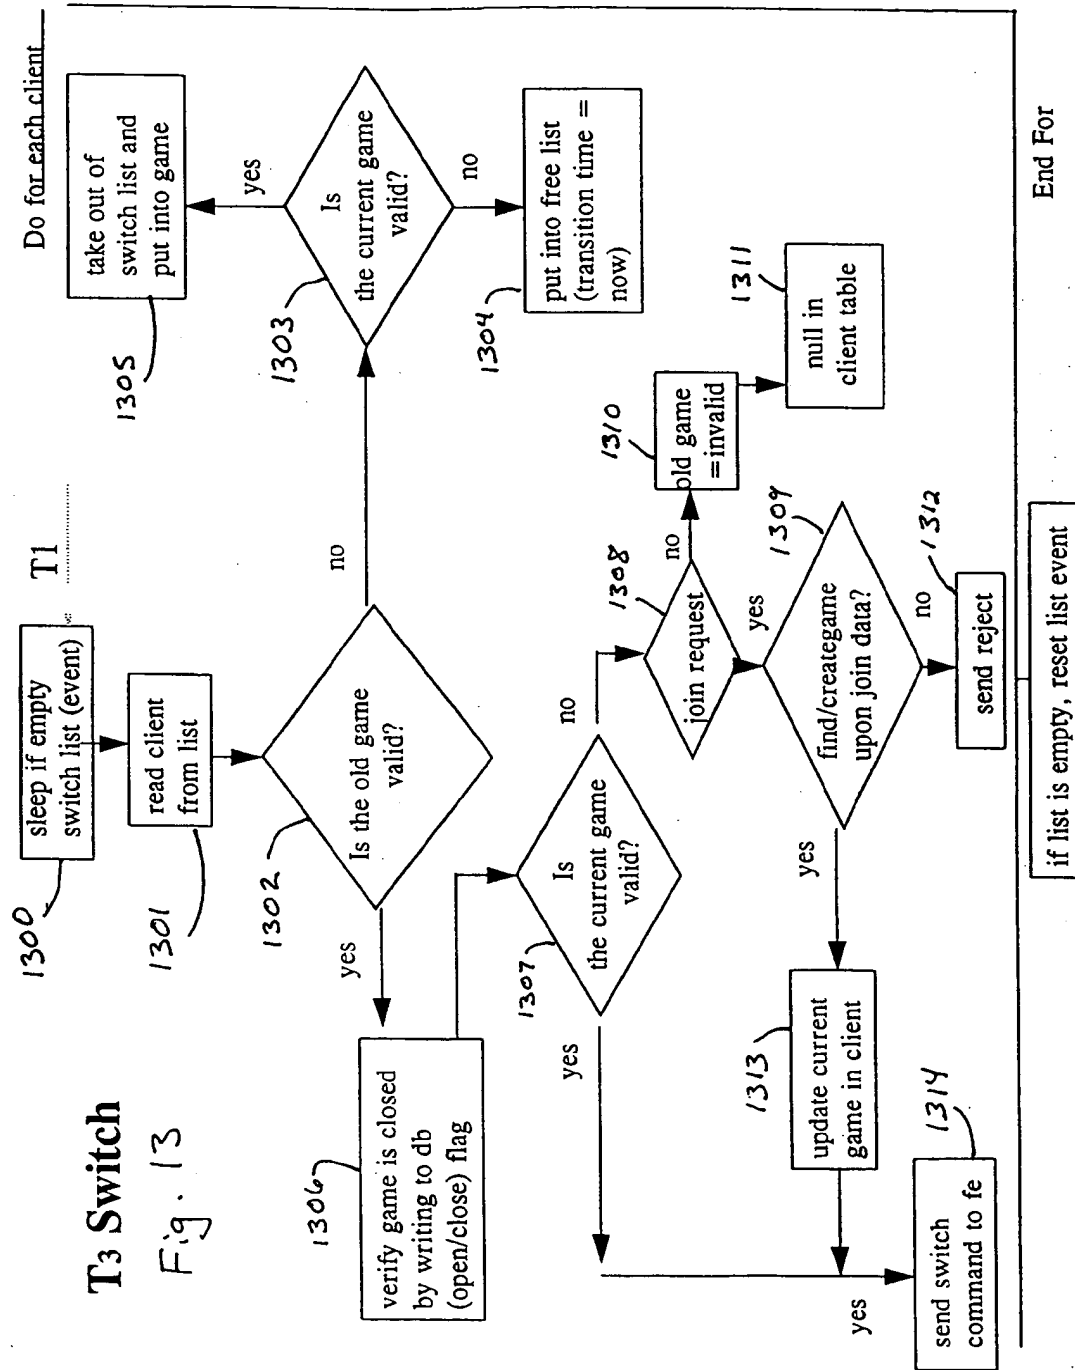 T3 Switch
Fig. 13
1300
sleep if empty
switch list (event)
T1
Do for each client
1301
read client
from list
1302
Is the old game
valid?
no
yes
1303
Is
the current game
valid?
yes
no
1305
take out of
switch list and
put into game
1304
put into free list
(transition time =
now)
1306
verify game is closed
by writing to db
(open/close) flag
1307
Is
the current game
valid?
no
yes
1308
join request
no
yes
1310
old game
=invalid
1311
null in
client table
1309
find/creategame
upon join data?
no
yes
1312
send reject
1313
update current
game in client
yes
1314
send switch
command to fe
if list is empty, reset list event
End For